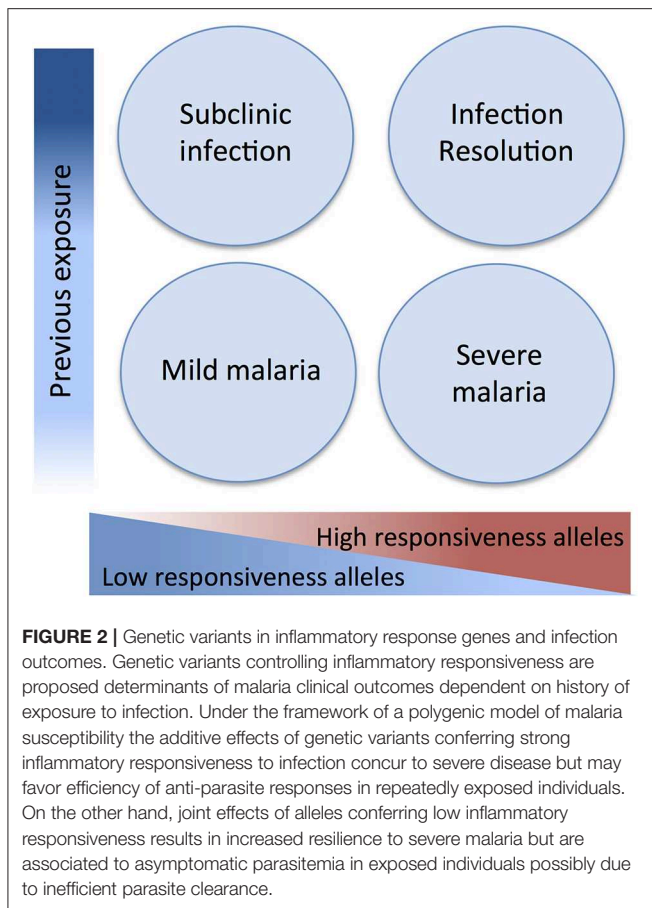 Previous exposure
Subclinic
infection
Infection
Resolution
Mild malaria
Severe
malaria
High responsiveness alleles
Low responsiveness alleles
FIGURE 2 | Genetic variants in inflammatory response genes and infection
outcomes. Genetic variants controlling inflammatory responsiveness are
proposed determinants of malaria clinical outcomes dependent on history of
exposure to infection. Under the framework of a polygenic model of malaria
susceptibility the additive effects of genetic variants conferring strong
inflammatory responsiveness to infection concur to severe disease but may
favor efficiency of anti-parasite responses in repeatedly exposed individuals.
On the other hand, joint effects of alleles conferring low inflammatory
responsiveness results in increased resilience to severe malaria but are
associated to asymptomatic parasitemia in exposed individuals possibly due
to inefficient parasite clearance.